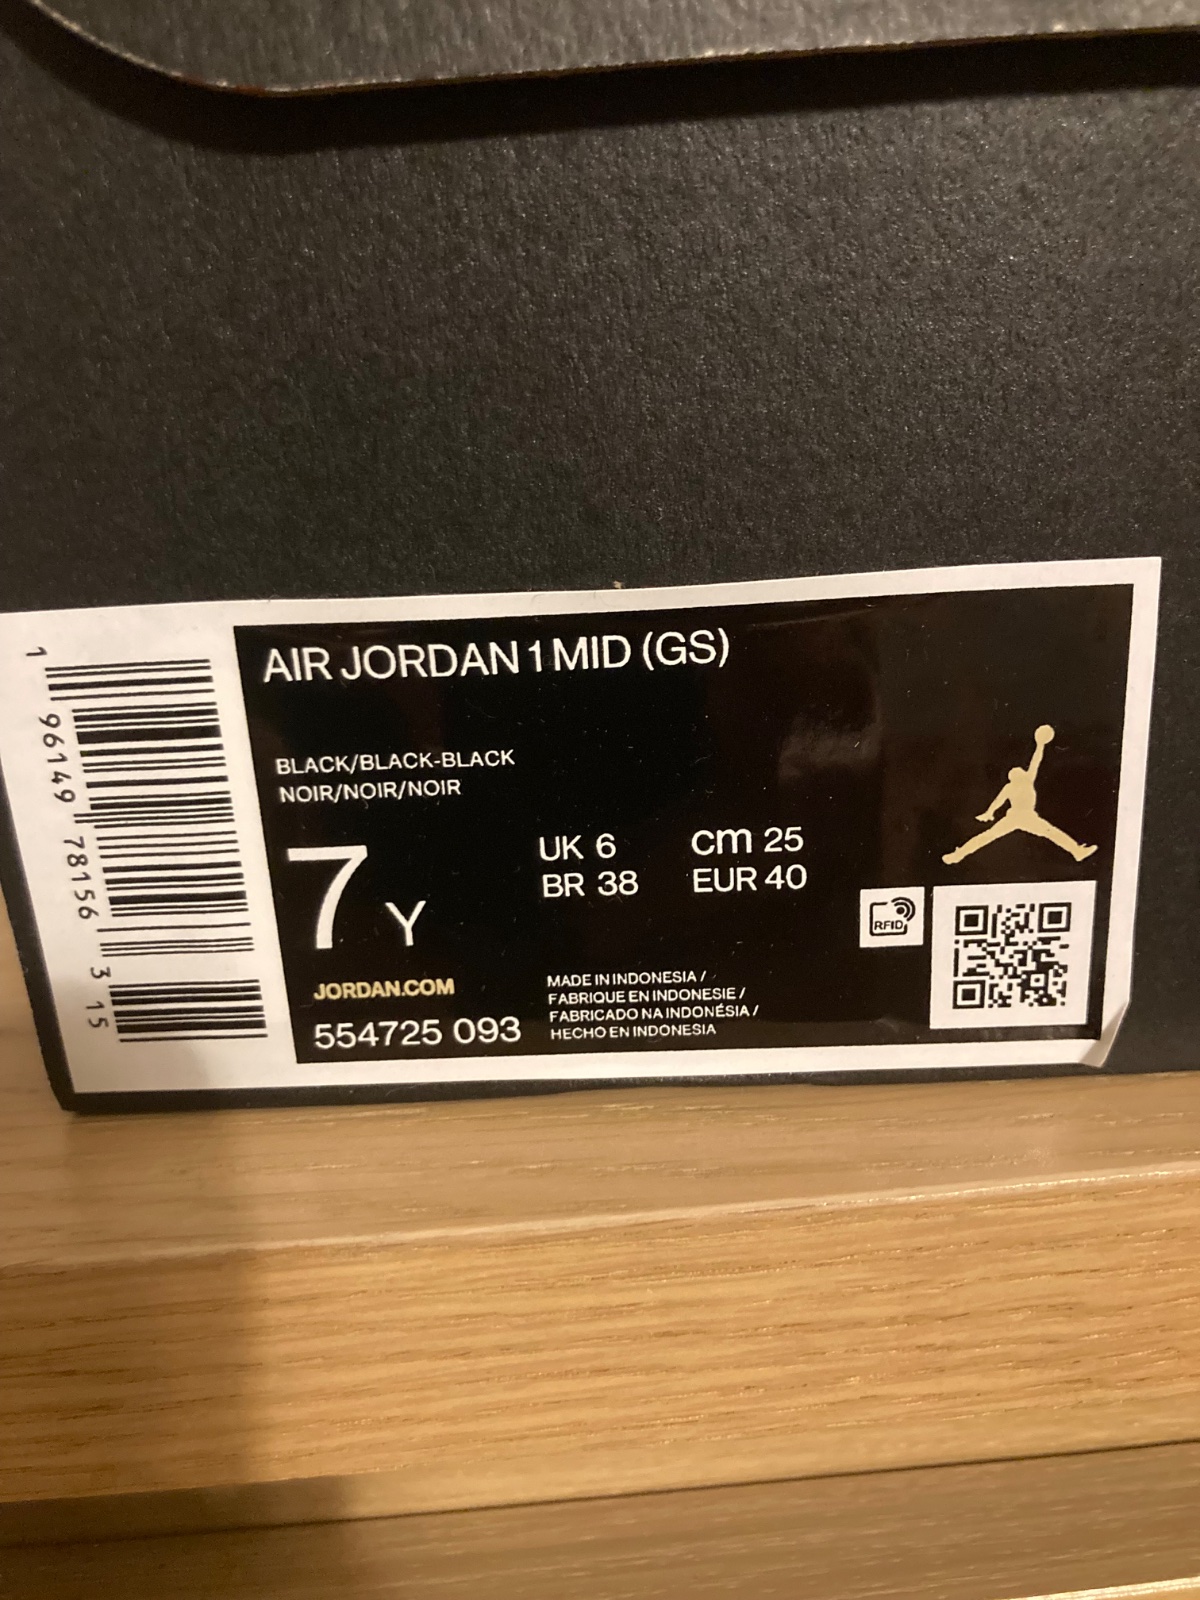 AIR JORDAN 1 MID (GS)
BLACK/BLACK-BLACK
NOIR/NOIR/NOIR
7 Y
UK 6
cm 25
BR 38
EUR 40
RFID
JORDAN.COM
554725 093
MADE IN INDONESIA /
FABRIQUE EN INDONESIE /
FABRICADO NA INDONÉSIA /
HECHO EN INDONESIA
1 96149 78156 3 15